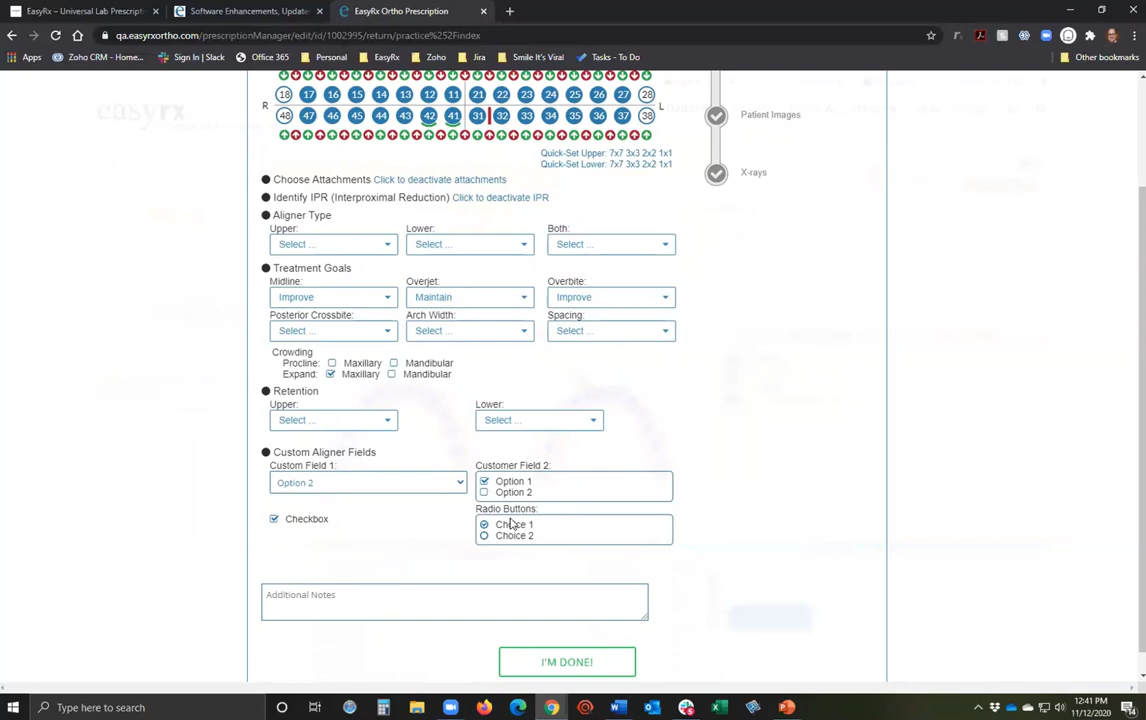 EasyRx – Universal Lab Prescript
Software Enhancements, Update
EasyRx Ortho Prescription
qa.easyrxortho.com/prescriptionManager/edit/id/1002995/return/practice%252Findex
Apps
Zoho CRM - Home...
Sign In | Slack
Office 365
Personal
EasyRx
Zoho
Jira
Smile It's Viral
Tasks - To Do
Other bookmarks
easyrx
18 17 16 15 14 13 12 11 21 22 23 24 25 26 27 28
R L
48 47 46 45 44 43 42 41 31 32 33 34 35 36 37 38
Patient Images
Quick-Set Upper: 7x7 3x3 2x2 1x1
Quick-Set Lower: 7x7 3x3 2x2 1x1
X-rays
Choose Attachments Click to deactivate attachments
Identify IPR (Interproximal Reduction) Click to deactivate IPR
Aligner Type
Upper: Lower: Both:
Select ... Select ... Select ...
Treatment Goals
Midline: Overjet: Overbite:
Improve Maintain Improve
Posterior Crossbite: Arch Width: Spacing:
Select ... Select ... Select ...
Crowding
Procline: Maxillary Mandibular
Expand: Maxillary Mandibular
Retention
Upper: Lower:
Select ... Select ...
Custom Aligner Fields
Custom Field 1: Customer Field 2:
Option 2
Option 1
Option 2
Radio Buttons:
Checkbox
Choice 1
Choice 2
Additional Notes
I'M DONE!
Type here to search
12:41 PM
11/12/2020
14